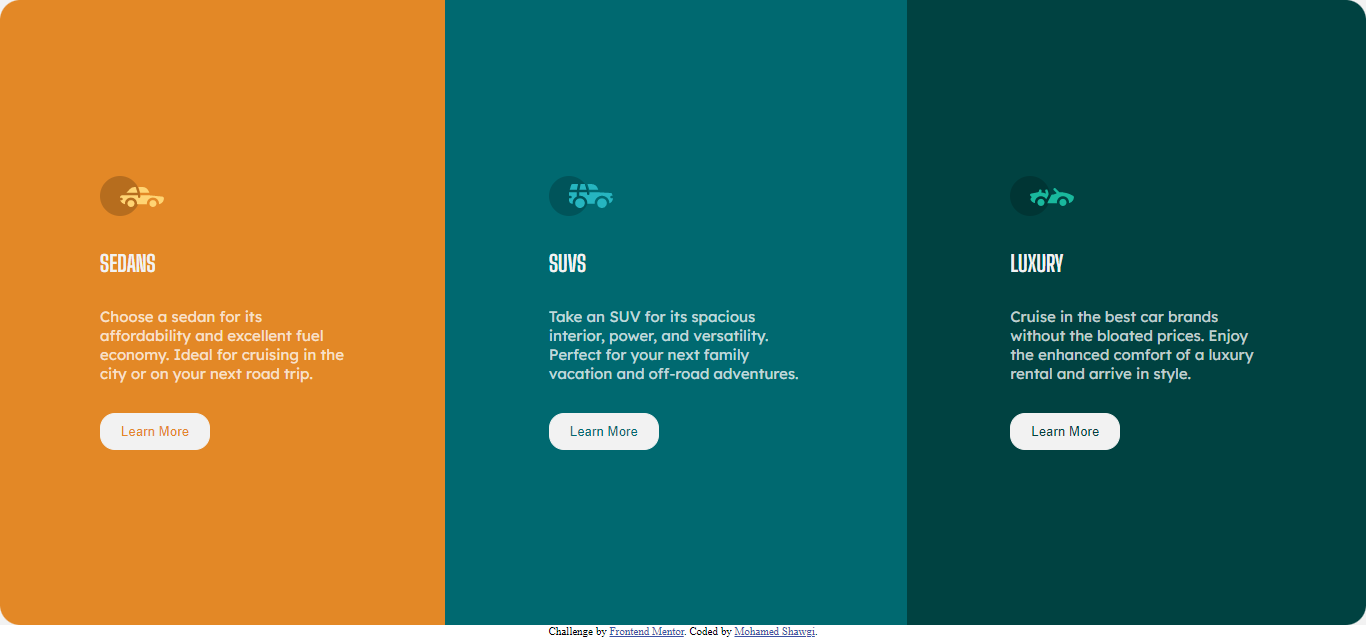 SEDANS
Choose a sedan for its
affordability and excellent fuel
economy. Ideal for cruising in the
city or on your next road trip.
Learn More
SUVS
Take an SUV for its spacious
interior, power, and versatility.
Perfect for your next family
vacation and off-road adventures.
Learn More
LUXURY
Cruise in the best car brands
without the bloated prices. Enjoy
the enhanced comfort of a luxury
rental and arrive in style.
Learn More
Challenge by Frontend Mentor. Coded by Mohamed Shawgi.